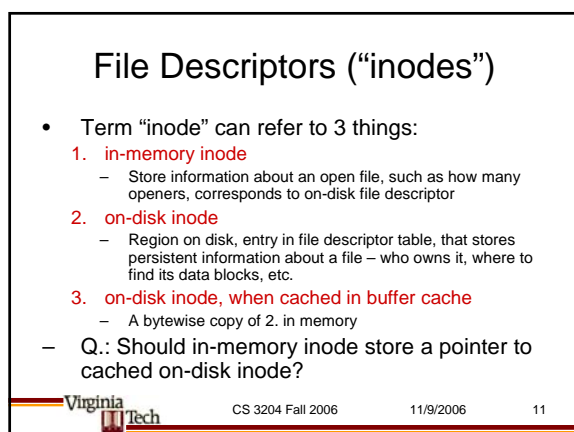 File Descriptors (“inodes”)
• Term “inode” can refer to 3 things:
1. in-memory inode
– Store information about an open file, such as how many
openers, corresponds to on-disk file descriptor
2. on-disk inode
– Region on disk, entry in file descriptor table, that stores
persistent information about a file – who owns it, where to
find its data blocks, etc.
3. on-disk inode, when cached in buffer cache
– A bytewise copy of 2. in memory
– Q.: Should in-memory inode store a pointer to
cached on-disk inode?
Virginia
Tech
CS 3204 Fall 2006 11/9/2006 11